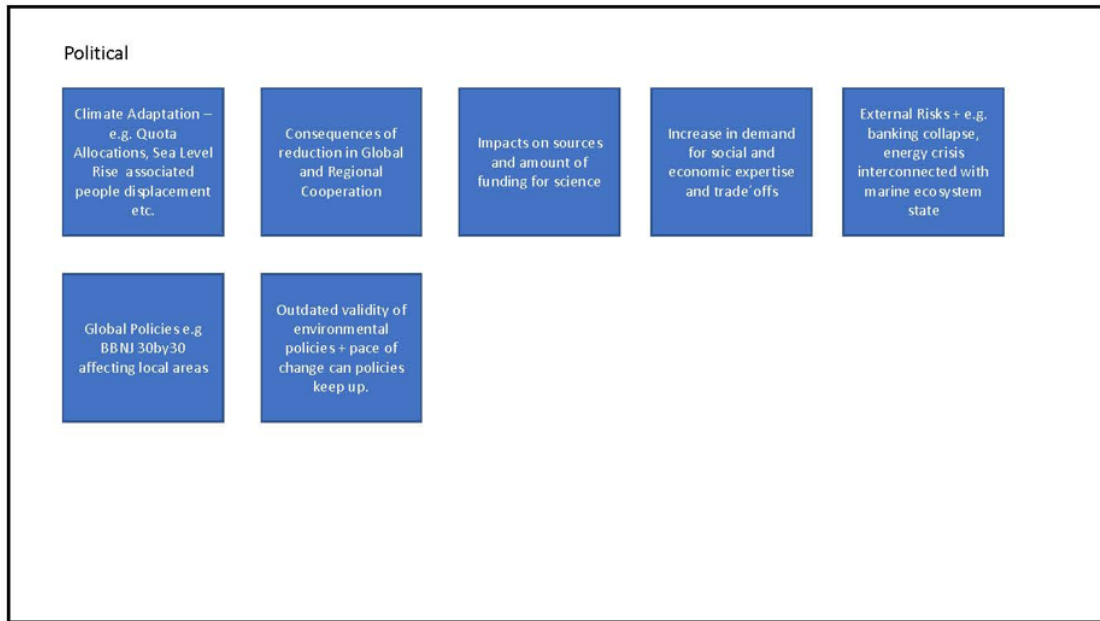 Political
Climate Adaptation –
e.g. Quota
Allocations, Sea Level
Rise associated
people displacement
etc.
Consequences of
reduction in Global
and Regional
Cooperation
Impacts on sources
and amount of
funding for science
Increase in demand
for social and
economic expertise
and trade´offs
External Risks + e.g.
banking collapse,
energy crisis
interconnected with
marine ecosystem
state
Global Policies e.g
BBNJ 30by30
affecting local areas
Outdated validity of
environmental
policies + pace of
change can policies
keep up.